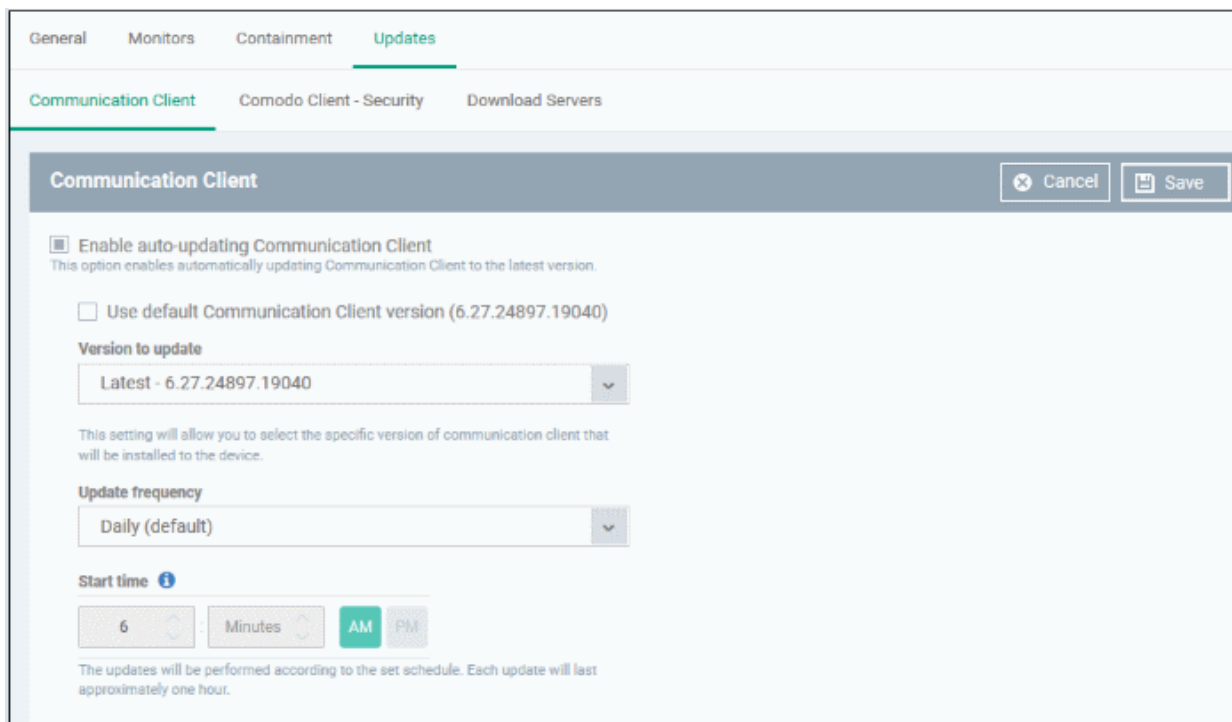 General Monitors Containment Updates
Communication Client Comodo Client - Security Download Servers
Communication Client Cancel Save
Enable auto-updating Communication Client
This option enables automatically updating Communication Client to the latest version.
Use default Communication Client version (6.27.24897.19040)
Version to update
Latest - 6.27.24897.19040
This setting will allow you to select the specific version of communication client that
will be installed to the device.
Update frequency
Daily (default)
Start time
6 : Minutes AM PM
The updates will be performed according to the set schedule. Each update will last
approximately one hour.